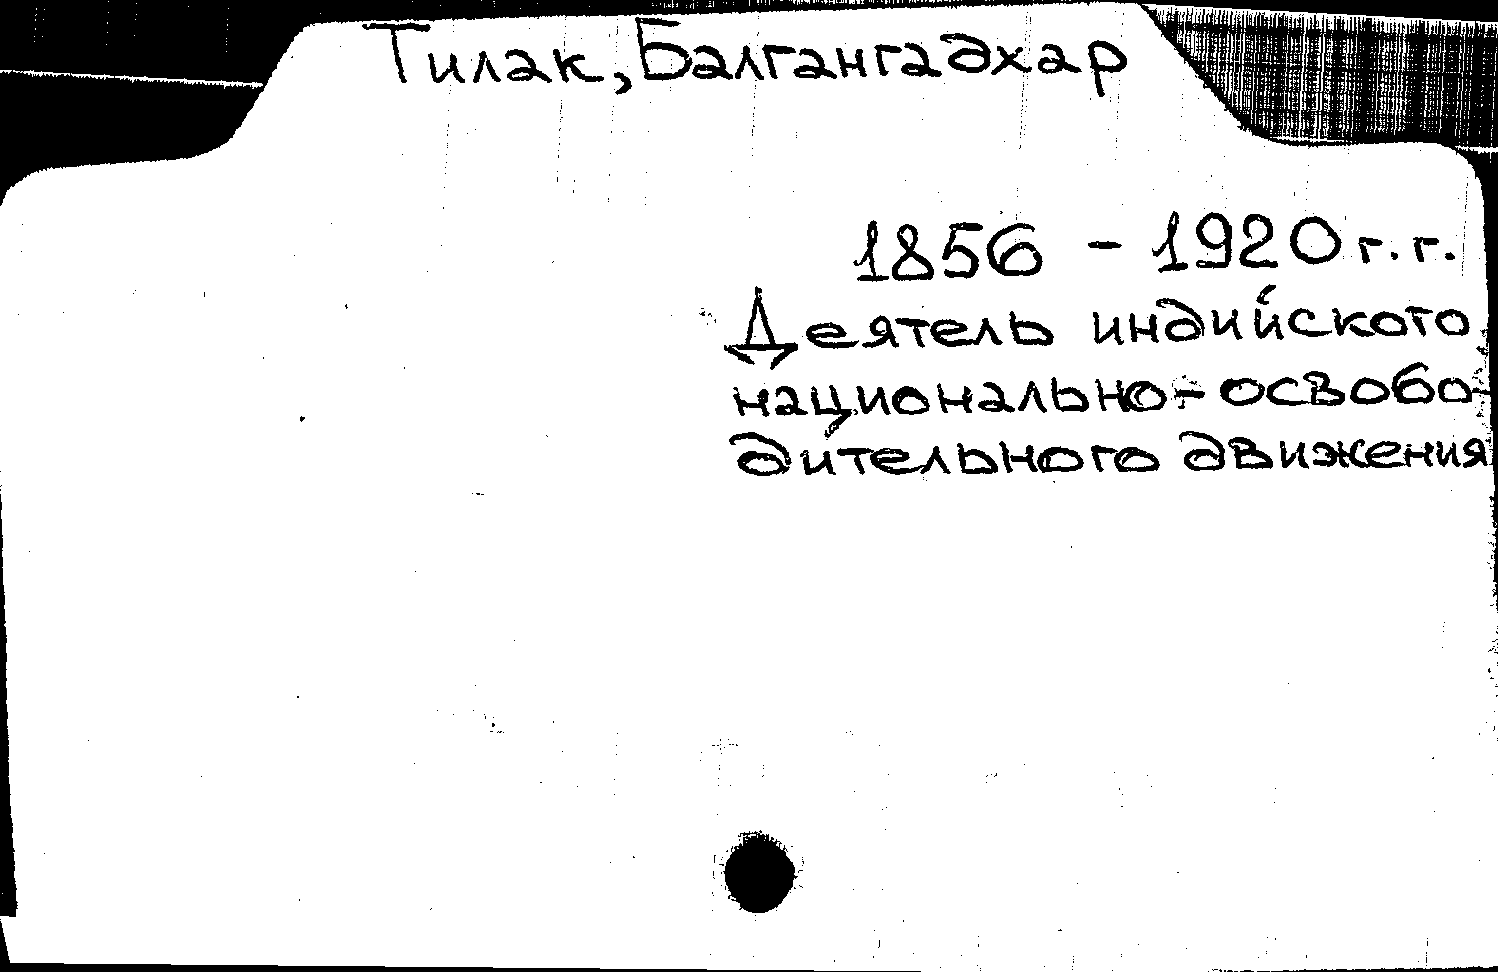 Тилак, Балгангадхар
1856 - 1920 г. г.
Деятель индийского
национально-освобо-
дительного движения